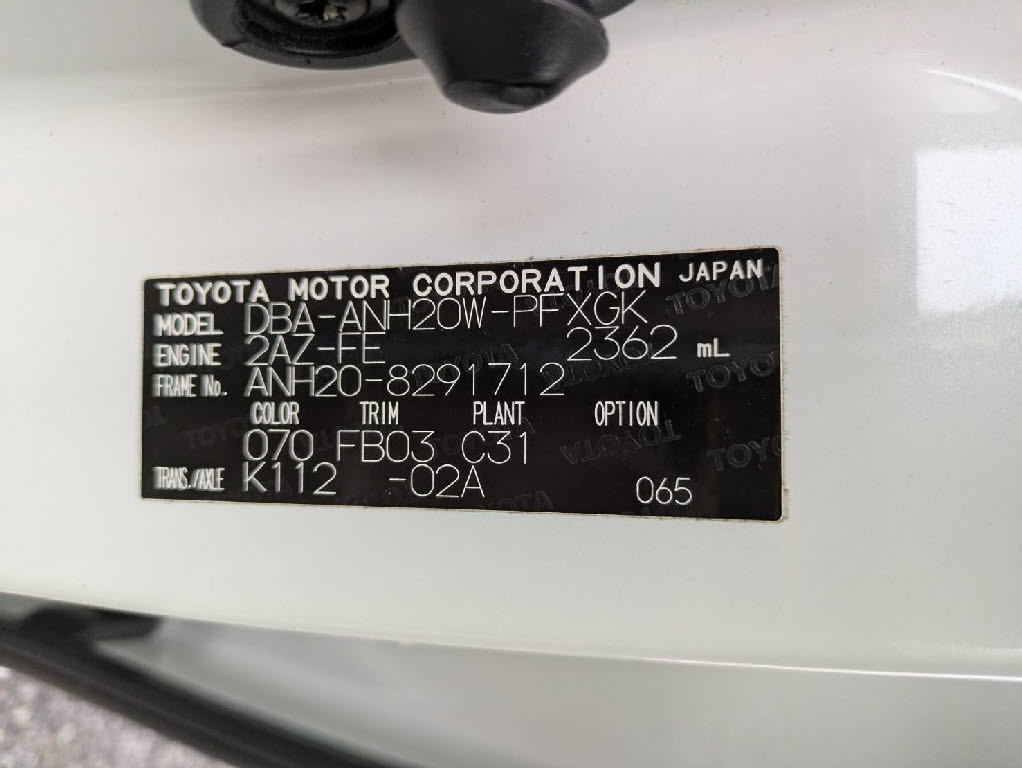 TOYOTA MOTOR CORPORATION JAPAN
MODEL DBA-ANH20W-PFXGK
ENGINE 2AZ-FE 2362 mL
FRAME No. ANH20-8291712
COLOR TRIM PLANT OPTION
070 FB03 C31
TRANS./AXLE K112 -02A 065